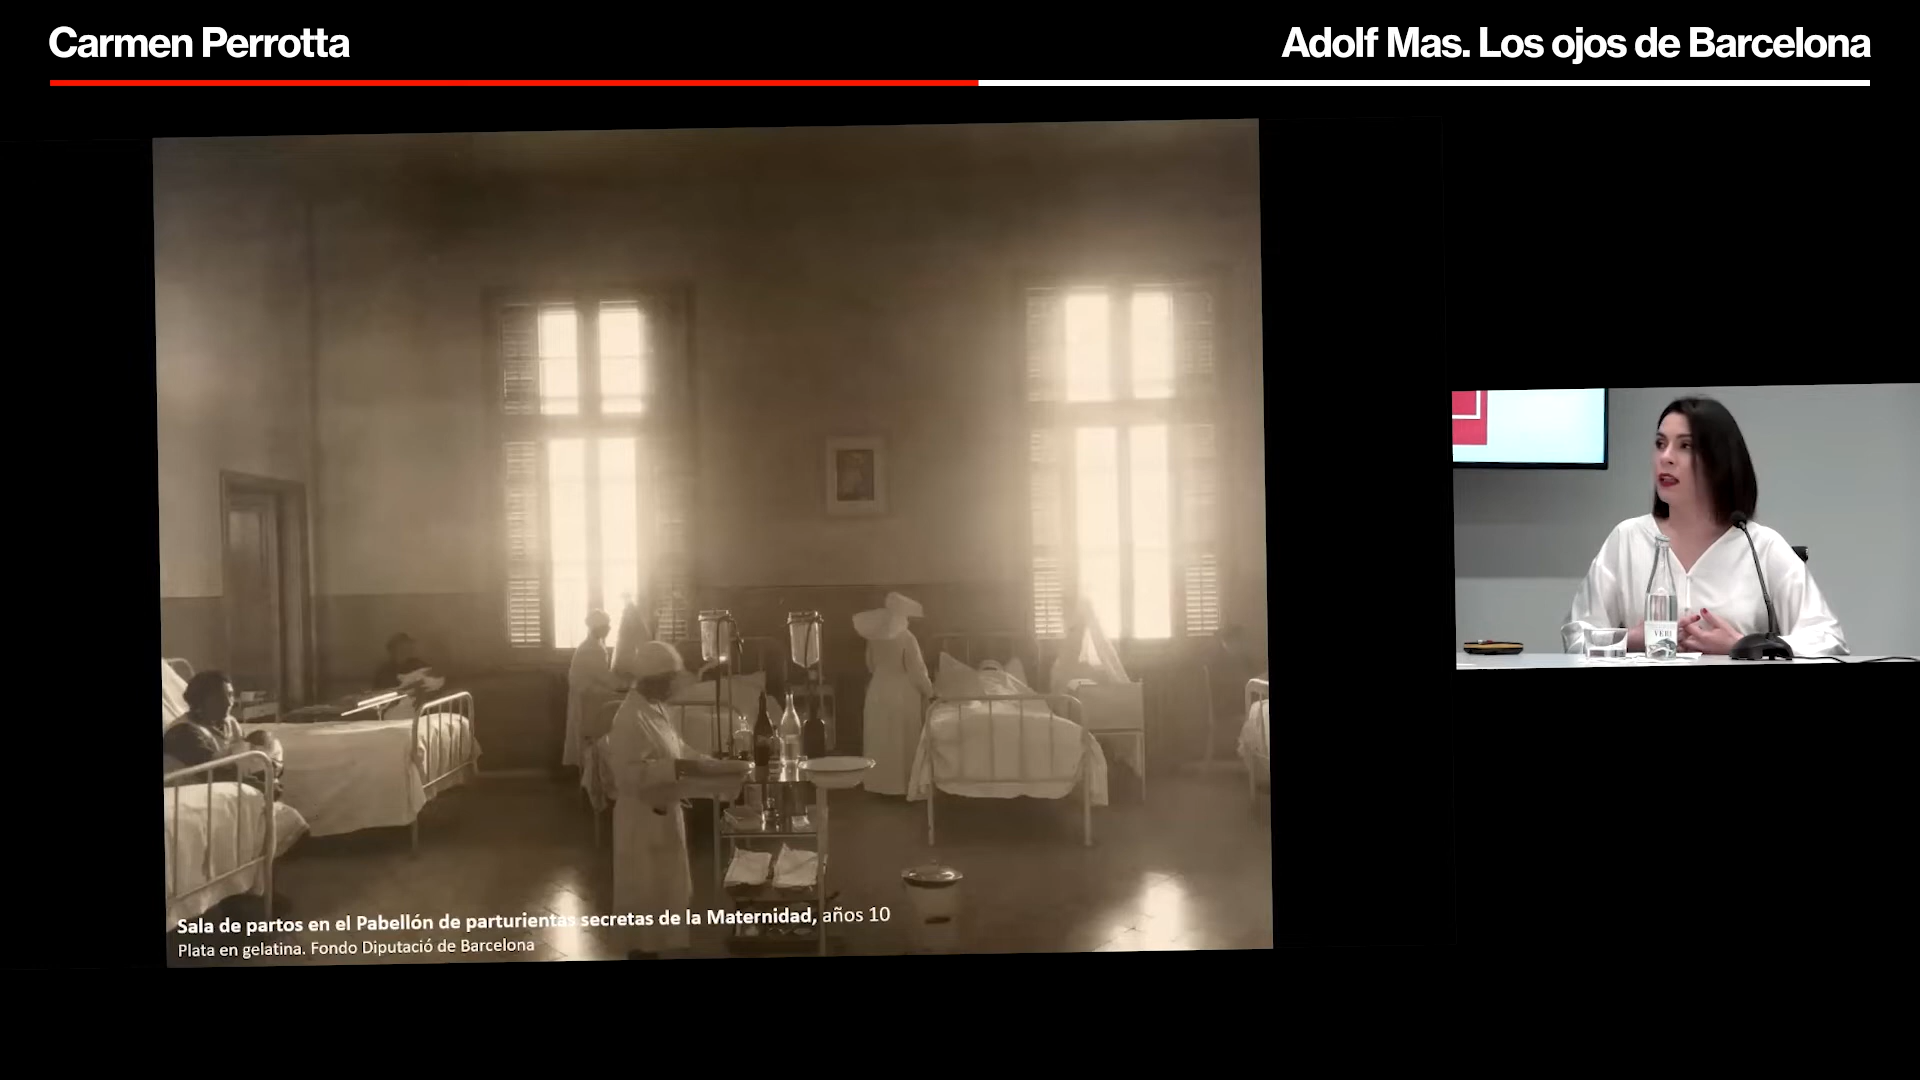 Carmen Perrotta
Adolf Mas. Los ojos de Barcelona
Sala de partos en el Pabellón de parturientas secretas de la Maternidad, años 10
Plata en gelatina. Fondo Diputació de Barcelona
VERI